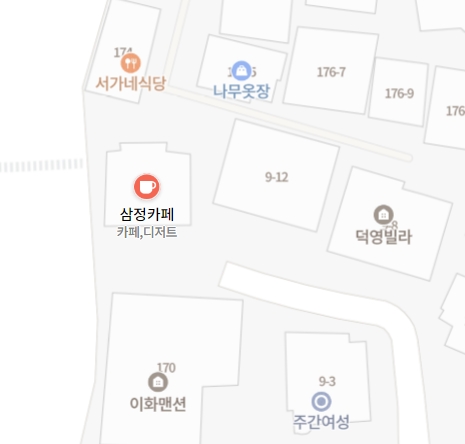 174
서가네식당
나무옷장
176-7
176-9
176
9-12
삼정카페
카페,디저트
덕영빌라
170
이화맨션
9-3
주간여성